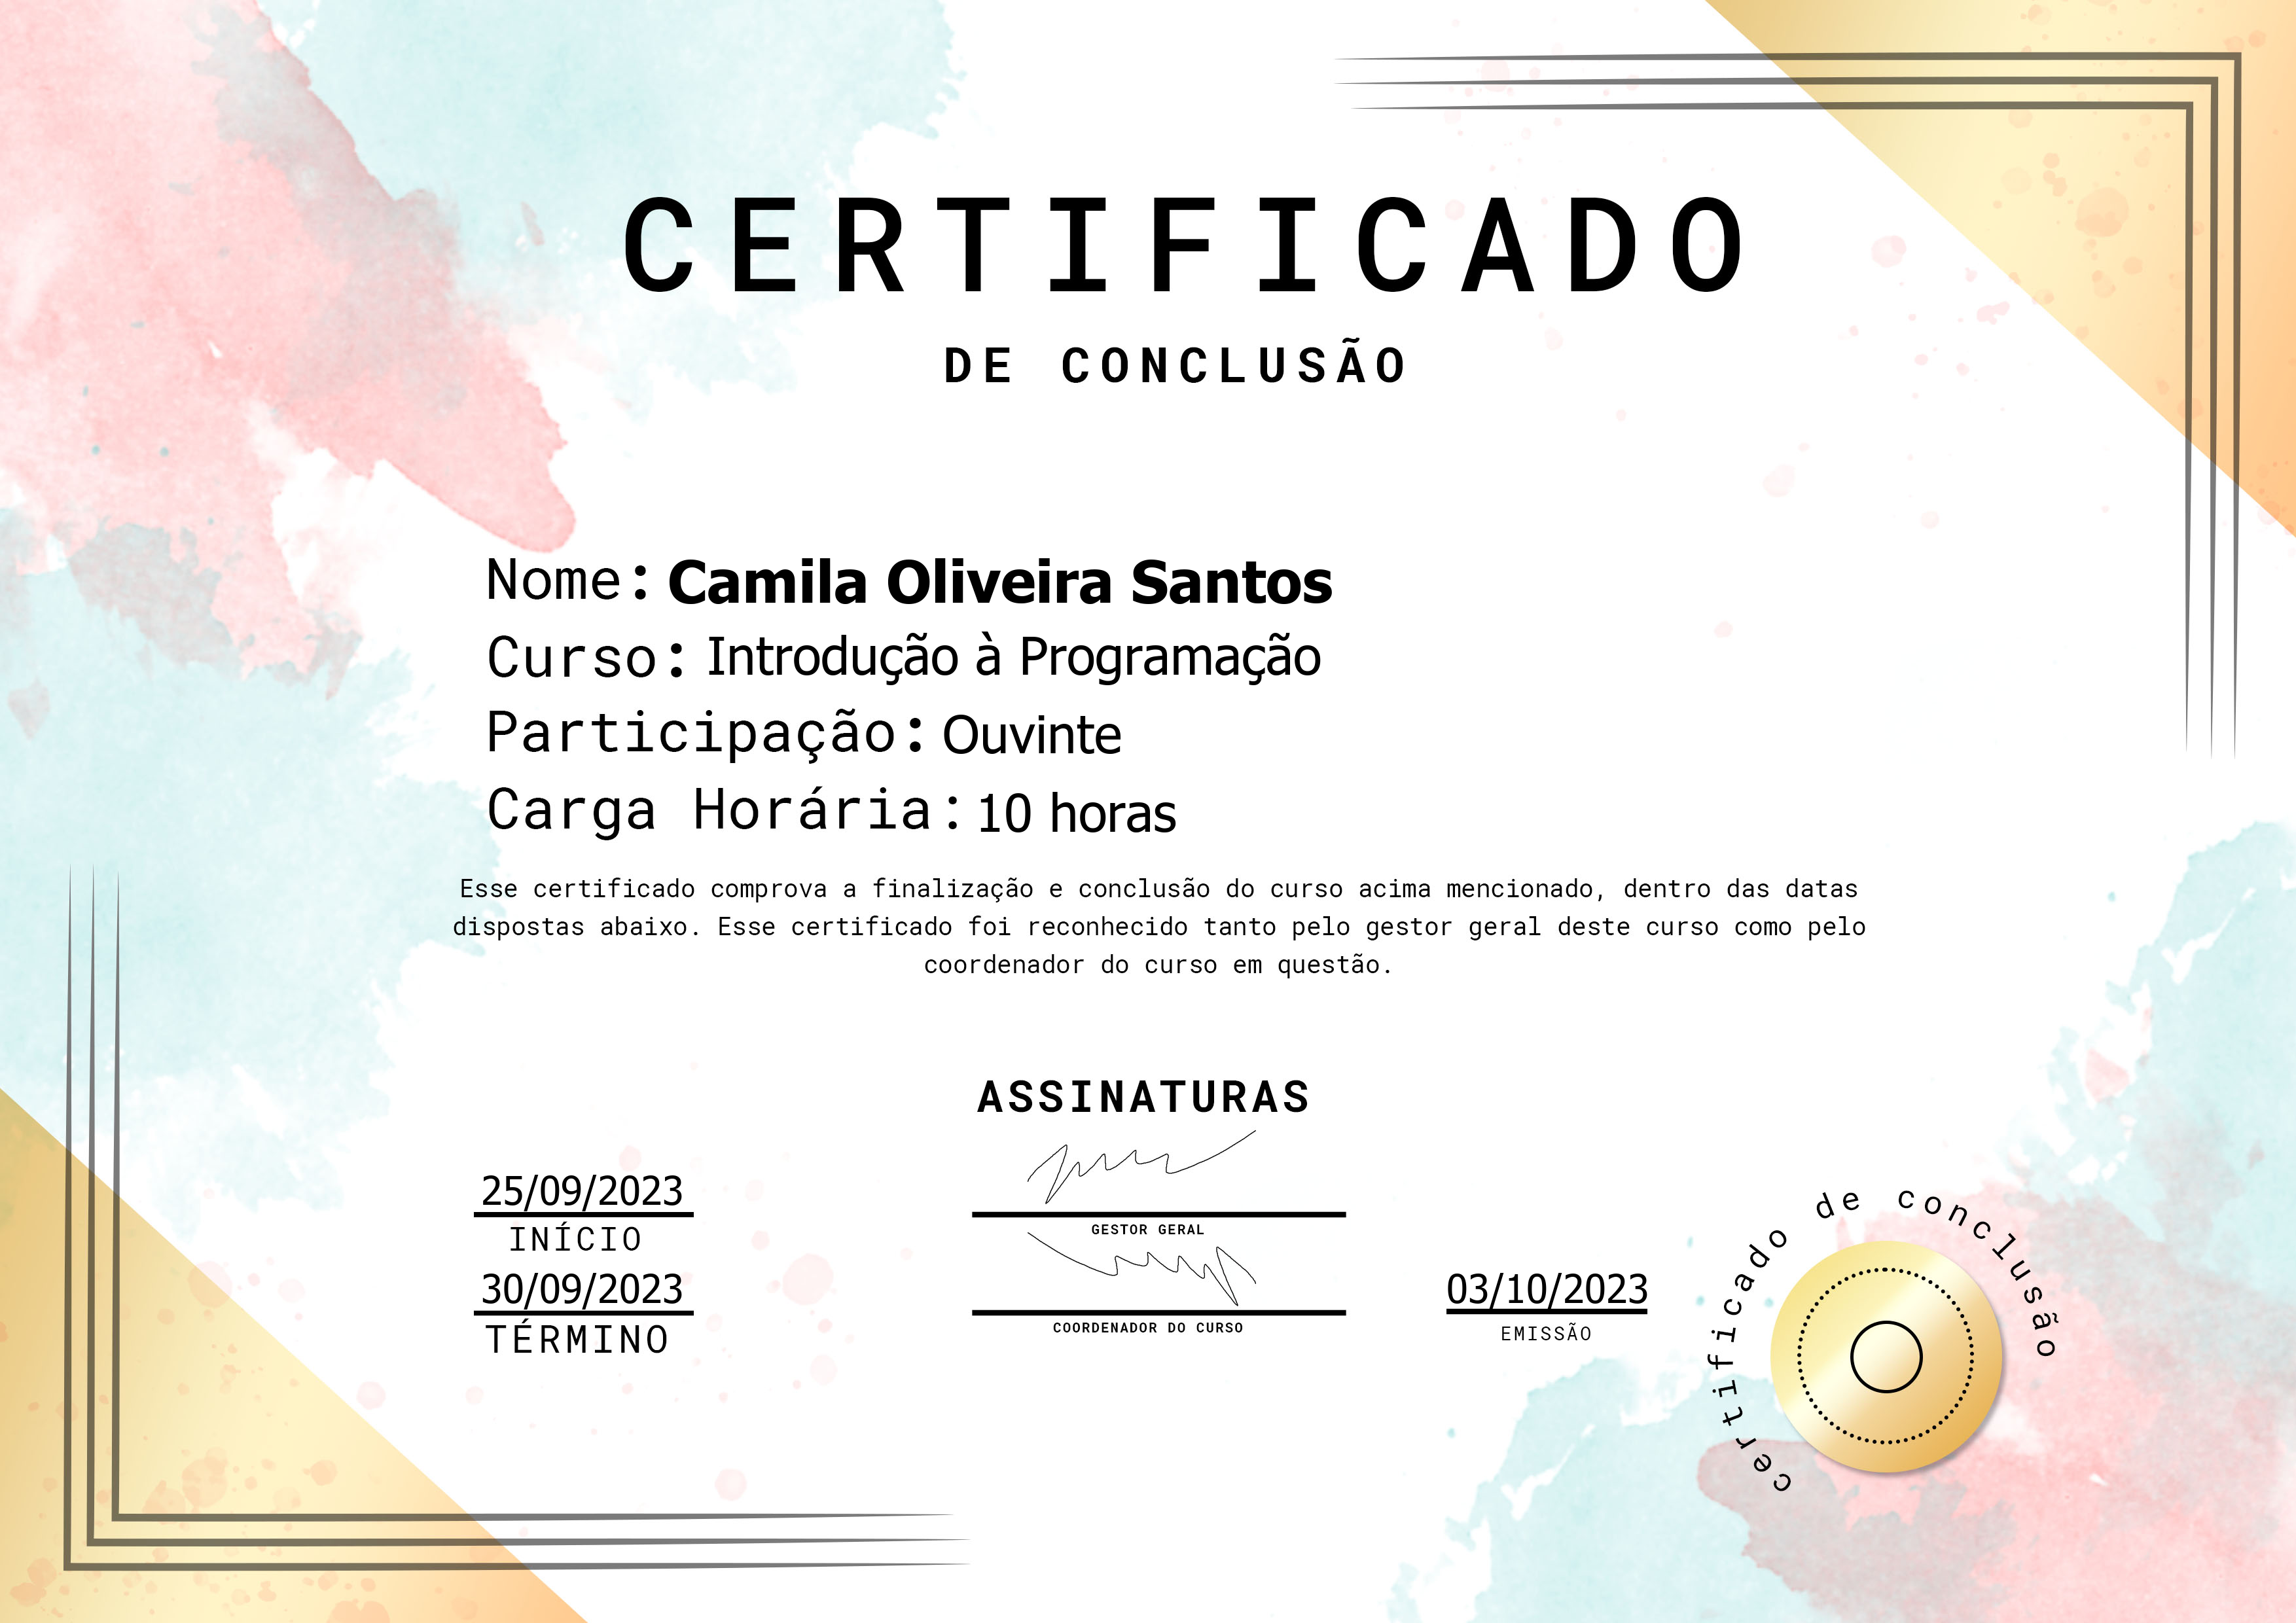 CERTIFICADO
DE CONCLUSÃO
Nome: Camila Oliveira Santos
Curso: Introdução à Programação
Participação: Ouvinte
Carga Horária: 10 horas
Esse certificado comprova a finalização e conclusão do curso acima mencionado, dentro das datas
dispostas abaixo. Esse certificado foi reconhecido tanto pelo gestor geral deste curso como pelo
coordenador do curso em questão.
ASSINATURAS
25/09/2023
INÍCIO
GESTOR GERAL
30/09/2023
TÉRMINO
COORDENADOR DO CURSO
03/10/2023
EMISSÃO
certificado de conclusão